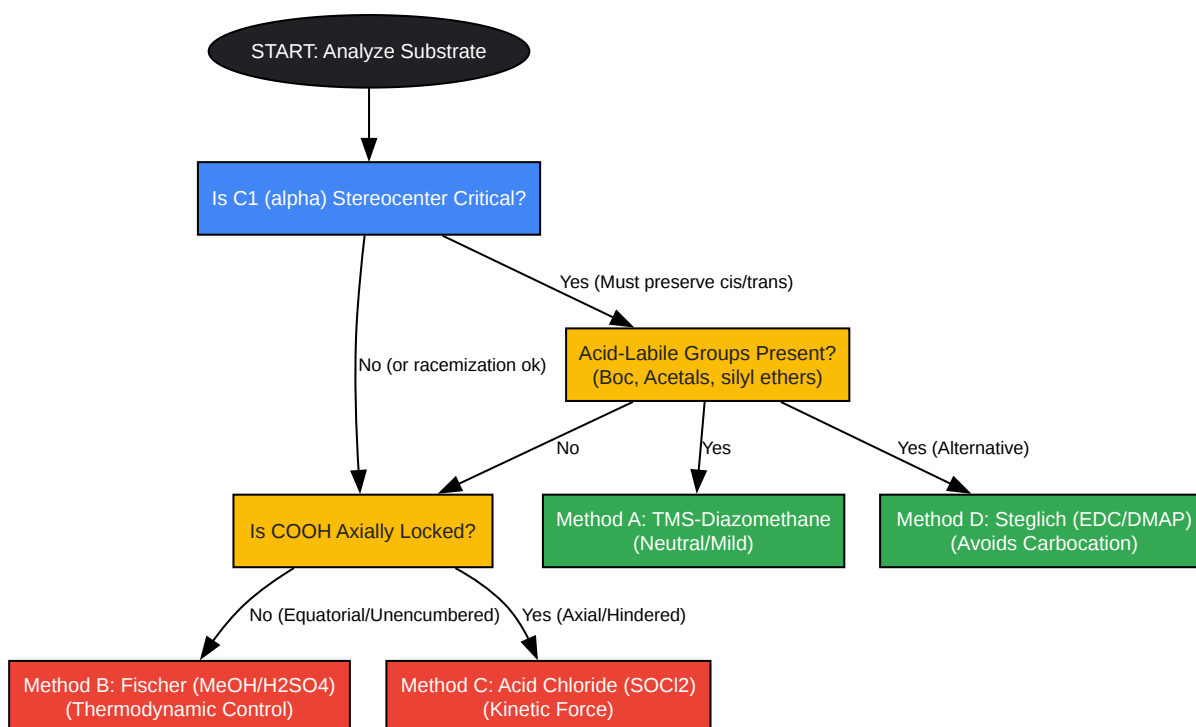 START: Analyze Substrate
Is C1 (alpha) Stereocenter Critical?
Yes (Must preserve cis/trans)
No (or racemization ok)
Acid-Labile Groups Present?
(Boc, Acetals, silyl ethers)
No
Yes
Yes (Alternative)
Is COOH Axially Locked?
Method A: TMS-Diazomethane
(Neutral/Mild)
Method D: Steglich (EDC/DMAP)
(Avoids Carbocation)
No (Equatorial/Unencumbered)
Yes (Axial/Hindered)
Method B: Fischer (MeOH/H2SO4)
(Thermodynamic Control)
Method C: Acid Chloride (SOCl2)
(Kinetic Force)